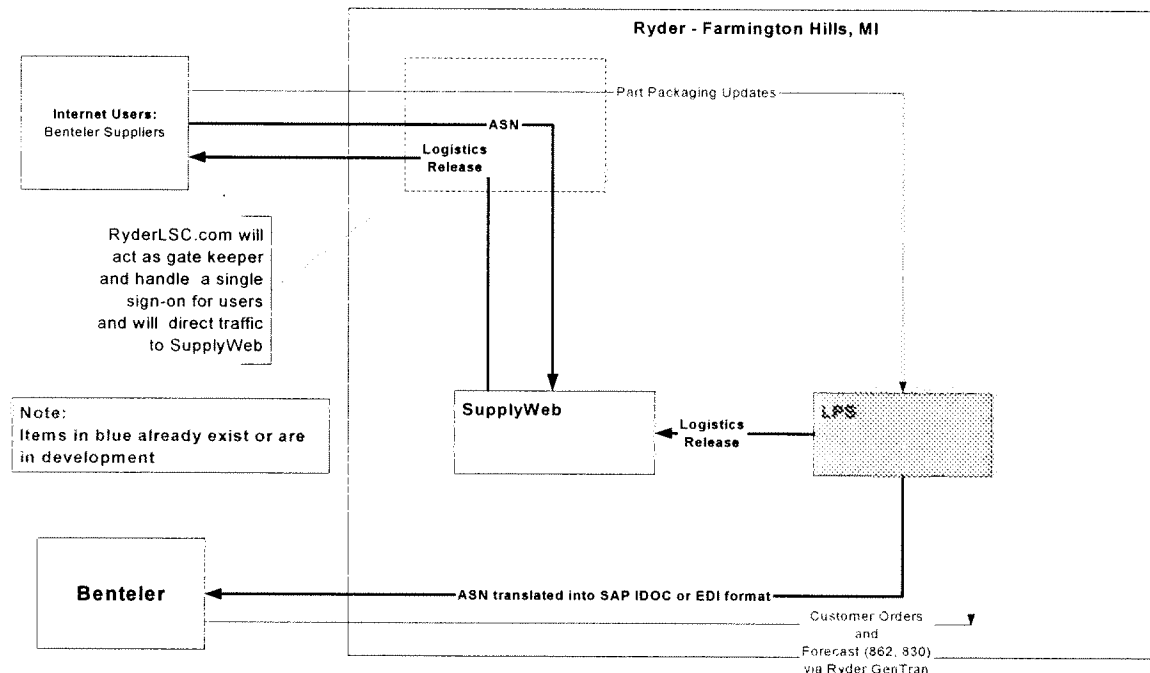 Ryder - Farmington Hills, MI
Internet Users:
Benteler Suppliers
Part Packaging Updates
ASN
Logistics
Release
RyderLSC.com will
act as gate keeper
and handle a single
sign-on for users
and will direct traffic
to SupplyWeb
SupplyWeb
LPS
Logistics
Release
Note:
Items in blue already exist or are
in development
Benteler
ASN translated into SAP IDOC or EDI format
Customer Orders
and
Forecast (862, 830)
via Ryder GenTran